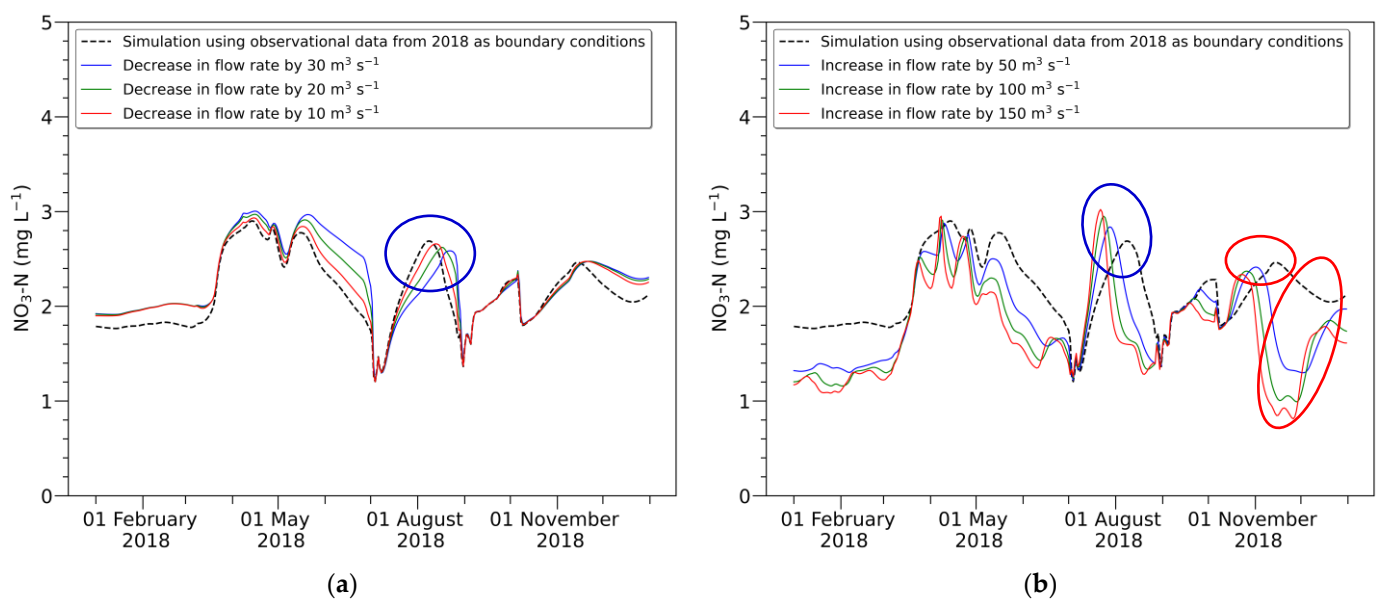 5
4
3
2
1
0
NO₃-N (mg L⁻¹)
Simulation using observational data from 2018 as boundary conditions
Decrease in flow rate by 30 m³ s⁻¹
Decrease in flow rate by 20 m³ s⁻¹
Decrease in flow rate by 10 m³ s⁻¹
01 February
2018
01 May
2018
01 August
2018
01 November
2018
(a)
5
4
3
2
1
0
NO₃-N (mg L⁻¹)
Simulation using observational data from 2018 as boundary conditions
Increase in flow rate by 50 m³ s⁻¹
Increase in flow rate by 100 m³ s⁻¹
Increase in flow rate by 150 m³ s⁻¹
01 February
2018
01 May
2018
01 August
2018
01 November
2018
(b)